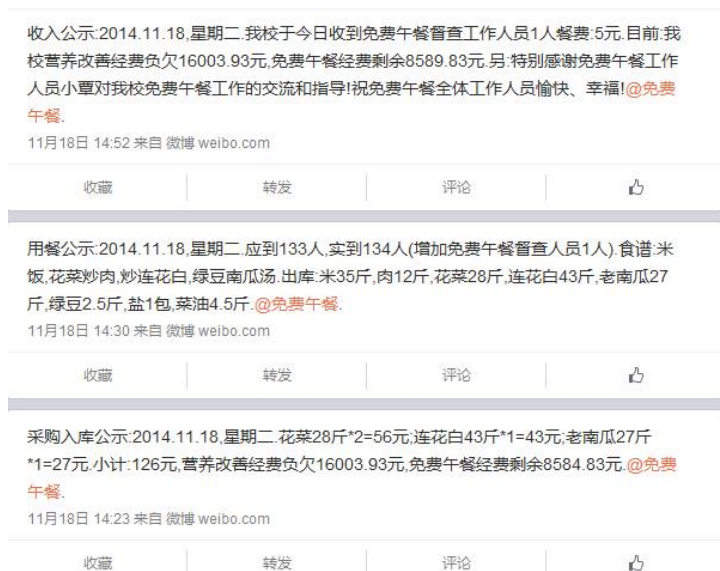 收入公示:2014.11.18,星期二.我校于今日收到免费午餐督查工作人员1人餐费:5元.目前:我
校营养改善经费负欠16003.93元,免费午餐经费剩余8589.83元.另:特别感谢免费午餐工作
人员小覃对我校免费午餐工作的交流和指导!祝免费午餐全体工作人员愉快、幸福!@免费
午餐.
11月18日 14:52 来自 微博 weibo.com
收藏 转发 评论
用餐公示:2014.11.18,星期二.应到133人,实到134人(增加免费午餐督查人员1人).食谱:米
饭,花菜炒肉,炒连花白,绿豆南瓜汤.出库:米35斤,肉12斤,花菜28斤,连花白43斤,老南瓜27
斤,绿豆2.5斤,盐1包,菜油4.5斤.@免费午餐.
11月18日 14:30 来自 微博 weibo.com
收藏 转发 评论
采购入库公示:2014.11.18,星期二.花菜28斤*2=56元;连花白43斤*1=43元;老南瓜27斤
*1=27元.小计:126元,营养改善经费负欠16003.93元,免费午餐经费剩余8584.83元.@免费
午餐.
11月18日 14:23 来自 微博 weibo.com
收藏 转发 评论